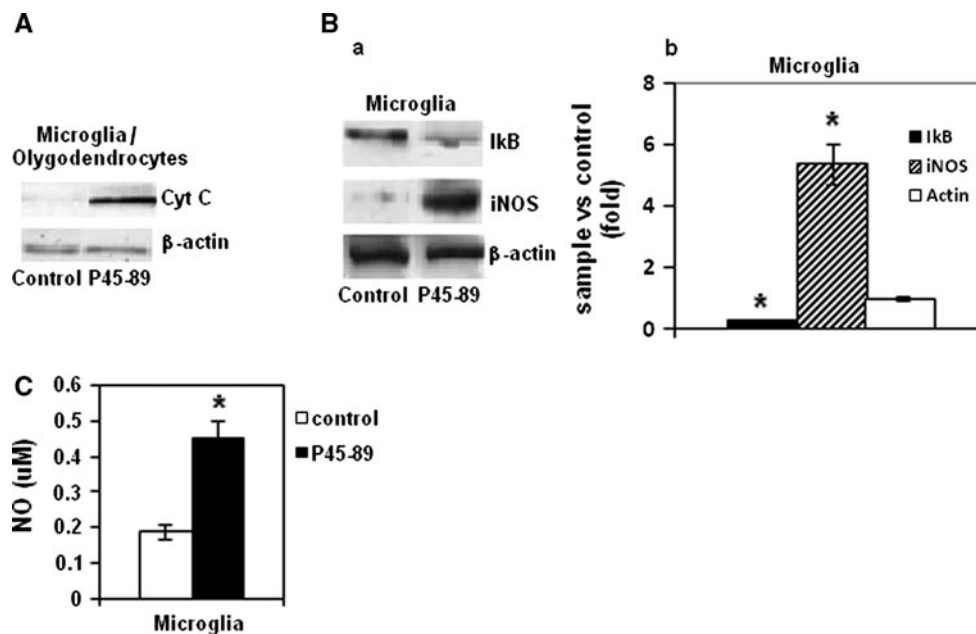 A
Microglia /
Olygodendrocytes
Cyt C
β-actin
Control P45-89
B
a
Microglia
IkB
iNOS
β-actin
Control P45-89
b
Microglia
sample vs control
(fold)
8
6
4
2
0
*
*
IkB
iNOS
Actin
C
NO (uM)
0.6
0.5
0.4
0.3
0.2
0.1
0
*
control
P45-89
Microglia